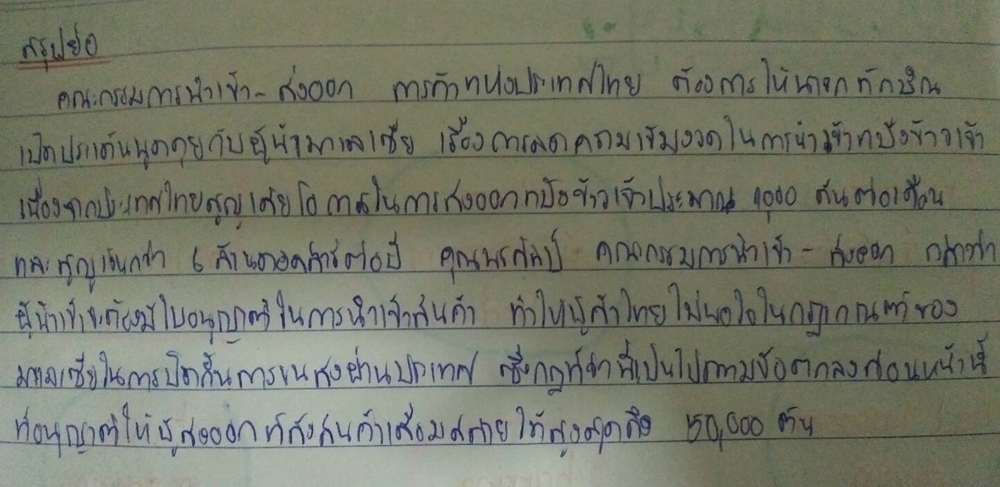 สรุปย่อ
คณะกรรมการนำเข้า - ส่งออก การค้าแห่งประเทศไทย ต้องการให้นายกทักษิณ
เปิดประเด็นพูดคุยกับผู้นำมาเลเซีย เรื่องการลดความเข้มงวดในการนำเข้าแป้งข้าวเจ้า
เนื่องจากประเทศไทยสูญเสียโอกาสในการส่งออกแป้งข้าวเจ้าประมาณ 1,000 ตันต่อเดือน
และสูญเงินกว่า 6 ล้านดอลล่าร์ต่อปี คุณพรศิลป์ คณะกรรมการนำเข้า - ส่งออก กล่าวว่า
ผู้นำเข้าจะต้องมีใบอนุญาติในการนำเข้าสินค้า ทำให้ผู้ค้าไทยไม่พอใจในกฎเกณฑ์ของ
มาเลเซียในการปิดกั้นการขนส่งผ่านประเทศ ซึ่งกฎที่ว่านี้เป็นไปตามข้อตกลงก่อนหน้านี้
ที่อนุญาติให้ผู้ส่งออกที่ส่งสินค้าเสื่อมสลายได้สูงสุดถึง 50,000 ตัน